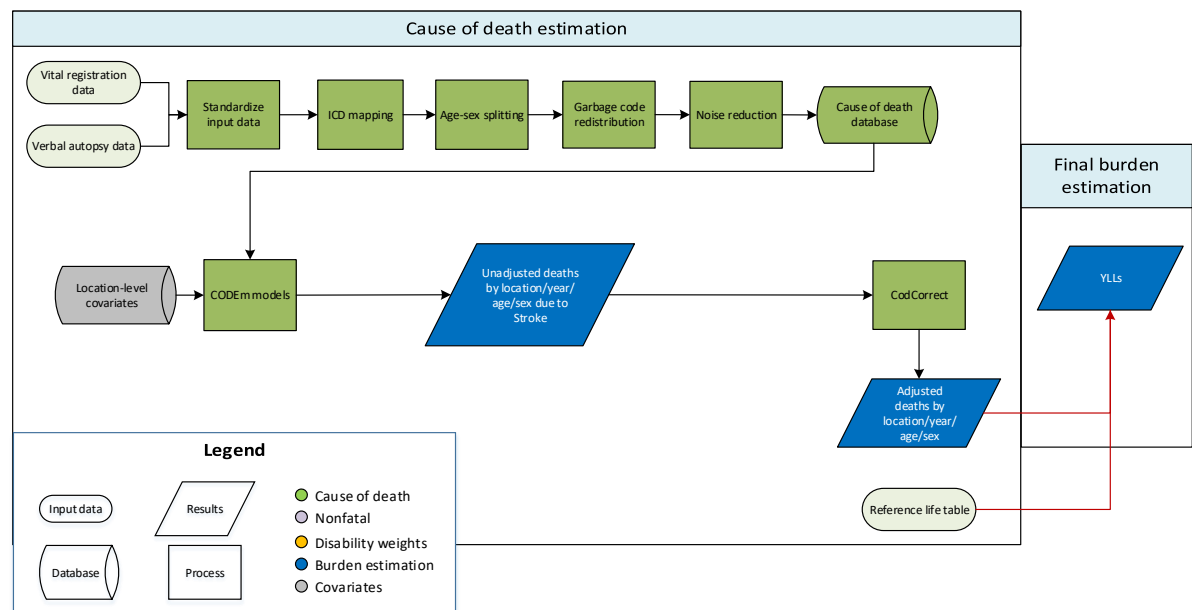 Cause of death estimation
Vital registration
data
Verbal autopsy data
Standardize
input data
ICD mapping
Age-sex splitting
Garbage code
redistribution
Noise reduction
Cause of death
database
Final burden
estimation
Location-level
covariates
CODEm models
Unadjusted deaths
by location/year/
age/sex due to
Stroke
CodCorrect
YLLs
Adjusted
deaths by
location/year/
age/sex
Reference life table
Legend
Input data
Results
Database
Process
Cause of death
Nonfatal
Disability weights
Burden estimation
Covariates